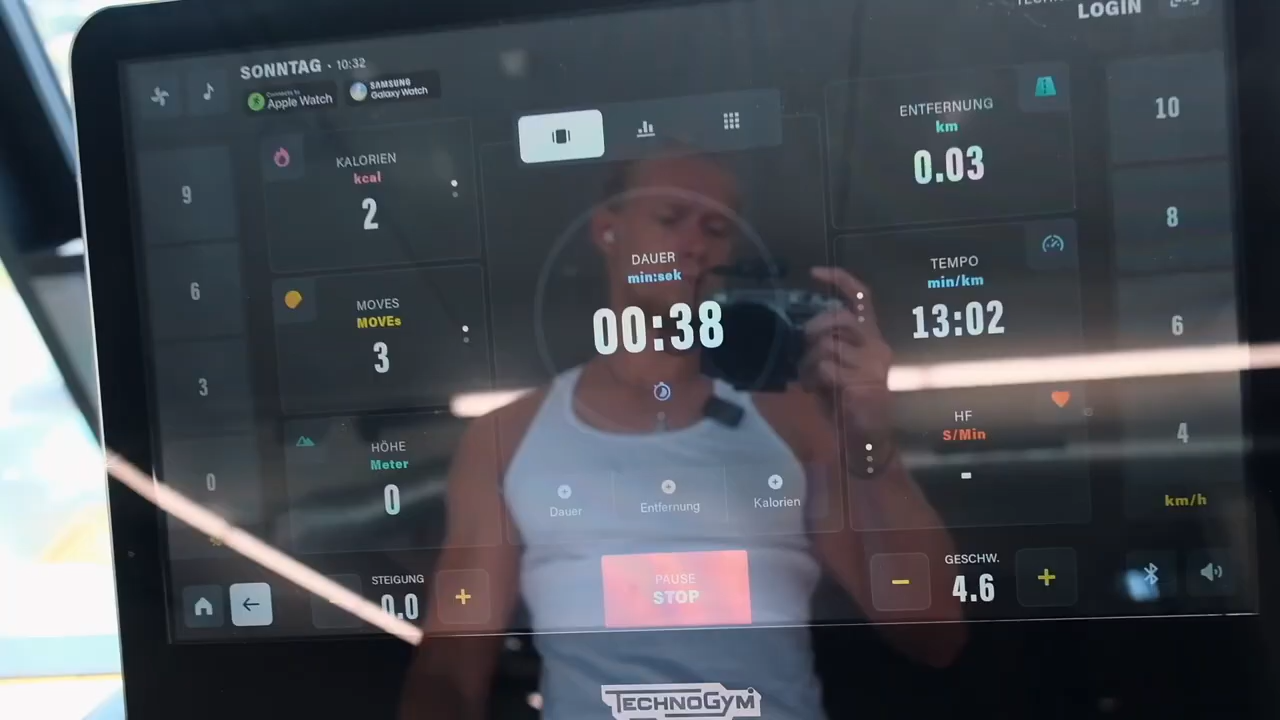 SONNTAG · 10:32
LOGIN
Connects to
Apple Watch
SAMSUNG
Galaxy Watch
9
6
3
0
KALORIEN
kcal
2
MOVES
MOVEs
3
HÖHE
Meter
0
DAUER
min:sek
00:38
Dauer
Entfernung
Kalorien
ENTFERNUNG
km
0.03
TEMPO
min/km
13:02
HF
S/Min
-
10
8
6
4
km/h
STEIGUNG
- 0.0 +
PAUSE
STOP
GESCHW.
- 4.6 +
TECHNOGYM